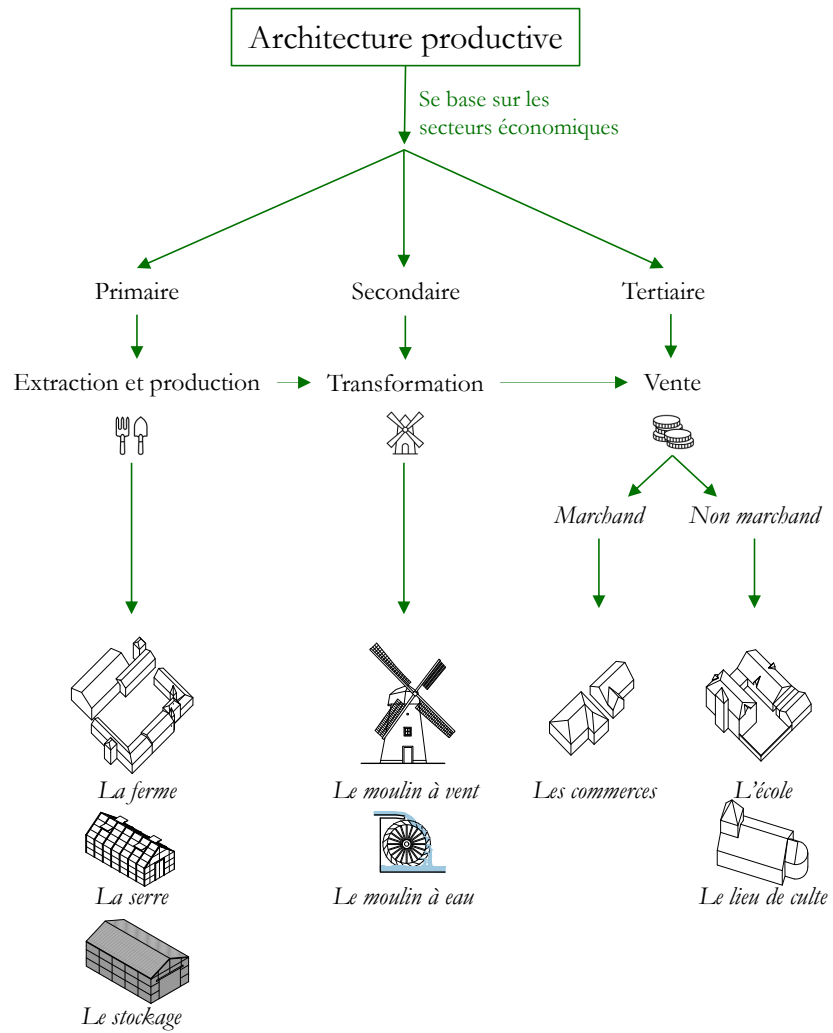 Architecture productive
Se base sur les
secteurs économiques
Primaire
Secondaire
Tertiaire
Extraction et production
Transformation
Vente
Marchand
Non marchand
La ferme
Le moulin à vent
Les commerces
L'école
La serre
Le moulin à eau
Le lieu de culte
Le stockage